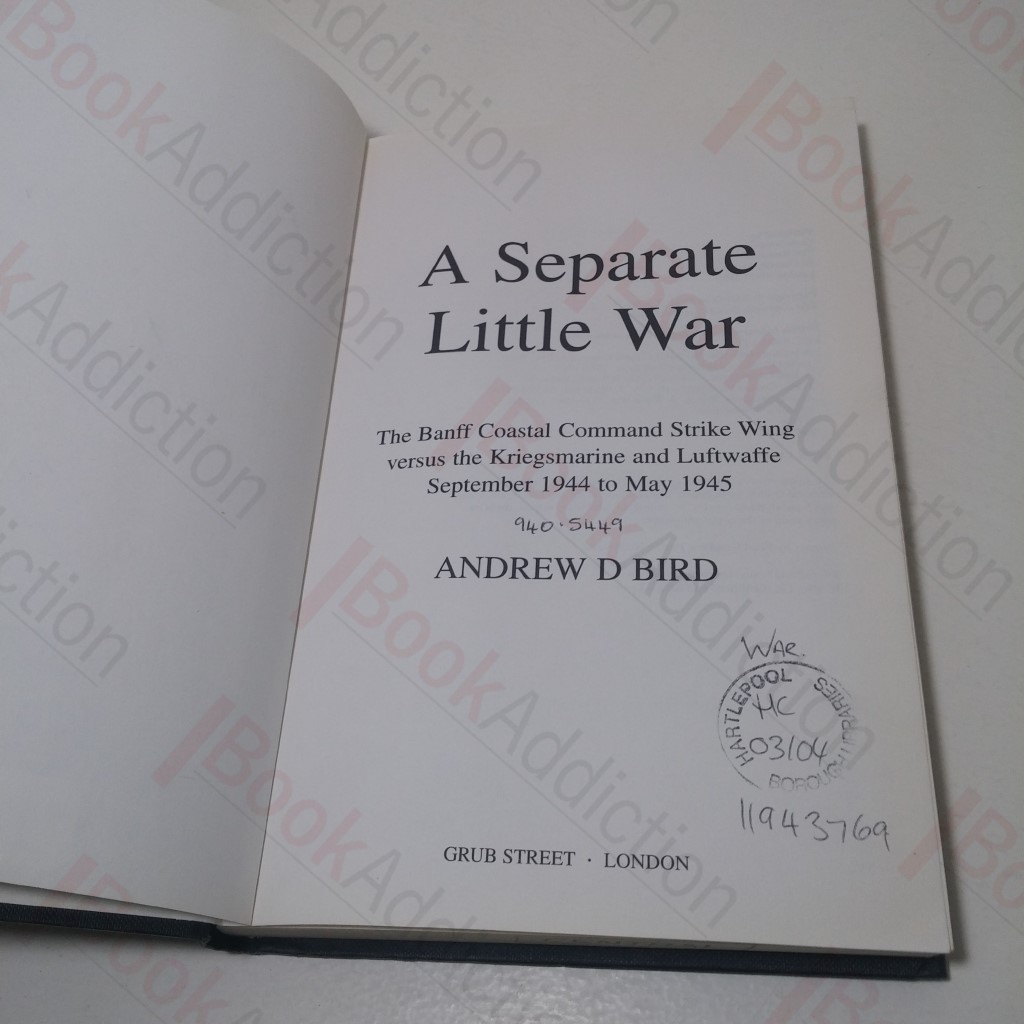 A Separate
Little War
The Banff Coastal Command Strike Wing
versus the Kriegsmarine and Luftwaffe
September 1944 to May 1945
940.5449
ANDREW D BIRD
WAR.
HARTLEPOOL BOROUGH LIBRARIES
HC
03/04
11943769
GRUB STREET · LONDON
BookAddiction